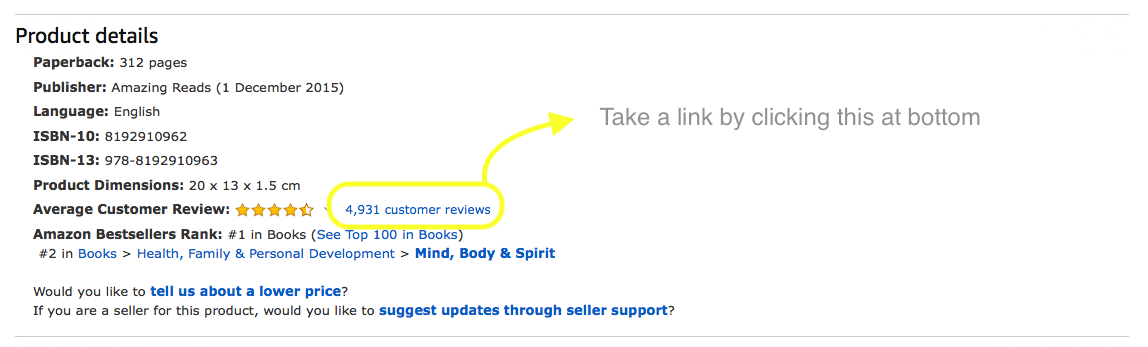 Product details
Paperback: 312 pages
Publisher: Amazing Reads (1 December 2015)
Language: English
Take a link by clicking this at bottom
ISBN-10: 8192910962
ISBN-13: 978-8192910963
Product Dimensions: 20 x 13 x 1.5 cm
Average Customer Review: 4,931 customer reviews
Amazon Bestsellers Rank: #1 in Books (See Top 100 in Books)
#2 in Books > Health, Family & Personal Development > Mind, Body & Spirit
Would you like to tell us about a lower price?
If you are a seller for this product, would you like to suggest updates through seller support?